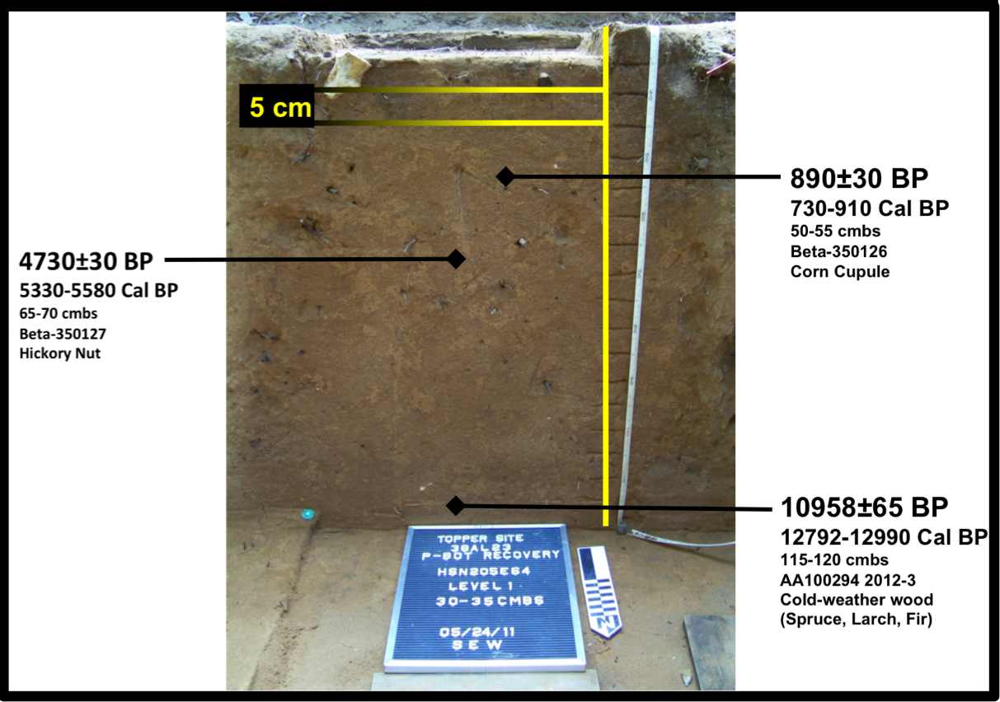 5 cm
890±30 BP
730-910 Cal BP
50-55 cmbs
Beta-350126
Corn Cupule
4730±30 BP
5330-5580 Cal BP
65-70 cmbs
Beta-350127
Hickory Nut
10958±65 BP
12792-12990 Cal BP
115-120 cmbs
AA100294 2012-3
Cold-weather wood
(Spruce, Larch, Fir)
TOPPER SITE
38AL23
P-BOT RECOVERY
HSN205E64
LEVEL 1
30-35CMBS
05/24/11
SEW
N